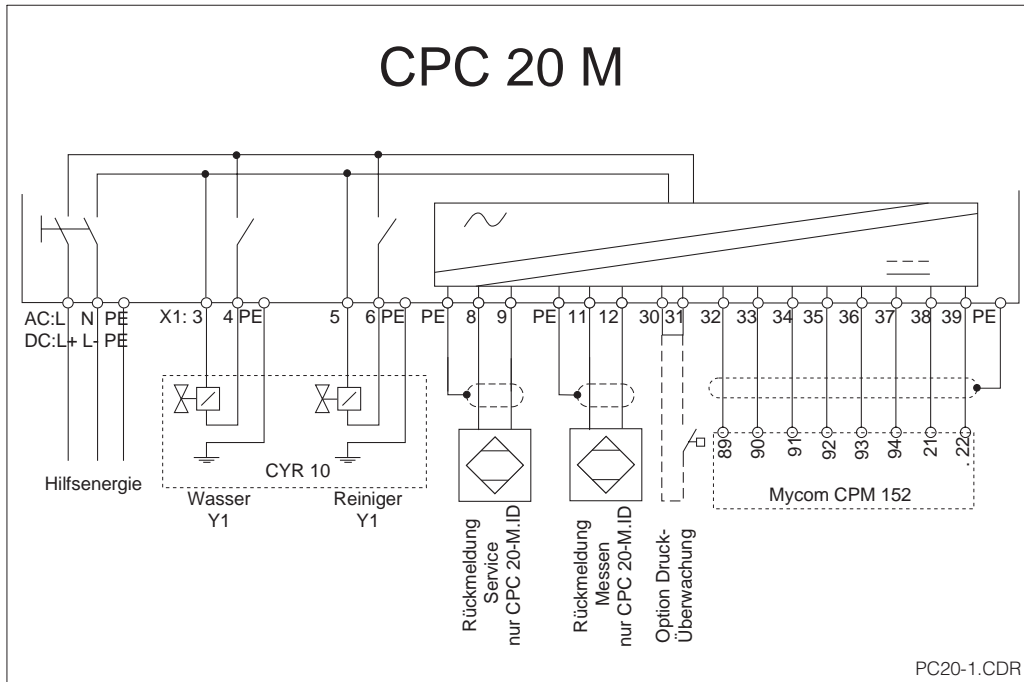 CPC 20 M
AC:L N PE X1: 3 4 PE 5 6 PE PE 8 9 PE 11 12 30 31 32 33 34 35 36 37 38 39 PE
DC:L+ L- PE
89 90 91 92 93 94 21 22
CYR 10
Mycom CPM 152
Hilfsenergie
Wasser
Y1
Reiniger
Y1
Rückmeldung
Service
nur CPC 20-M.ID
Rückmeldung
Messen
nur CPC 20-M.ID
Option Druck-
Überwachung
PC20-1.CDR